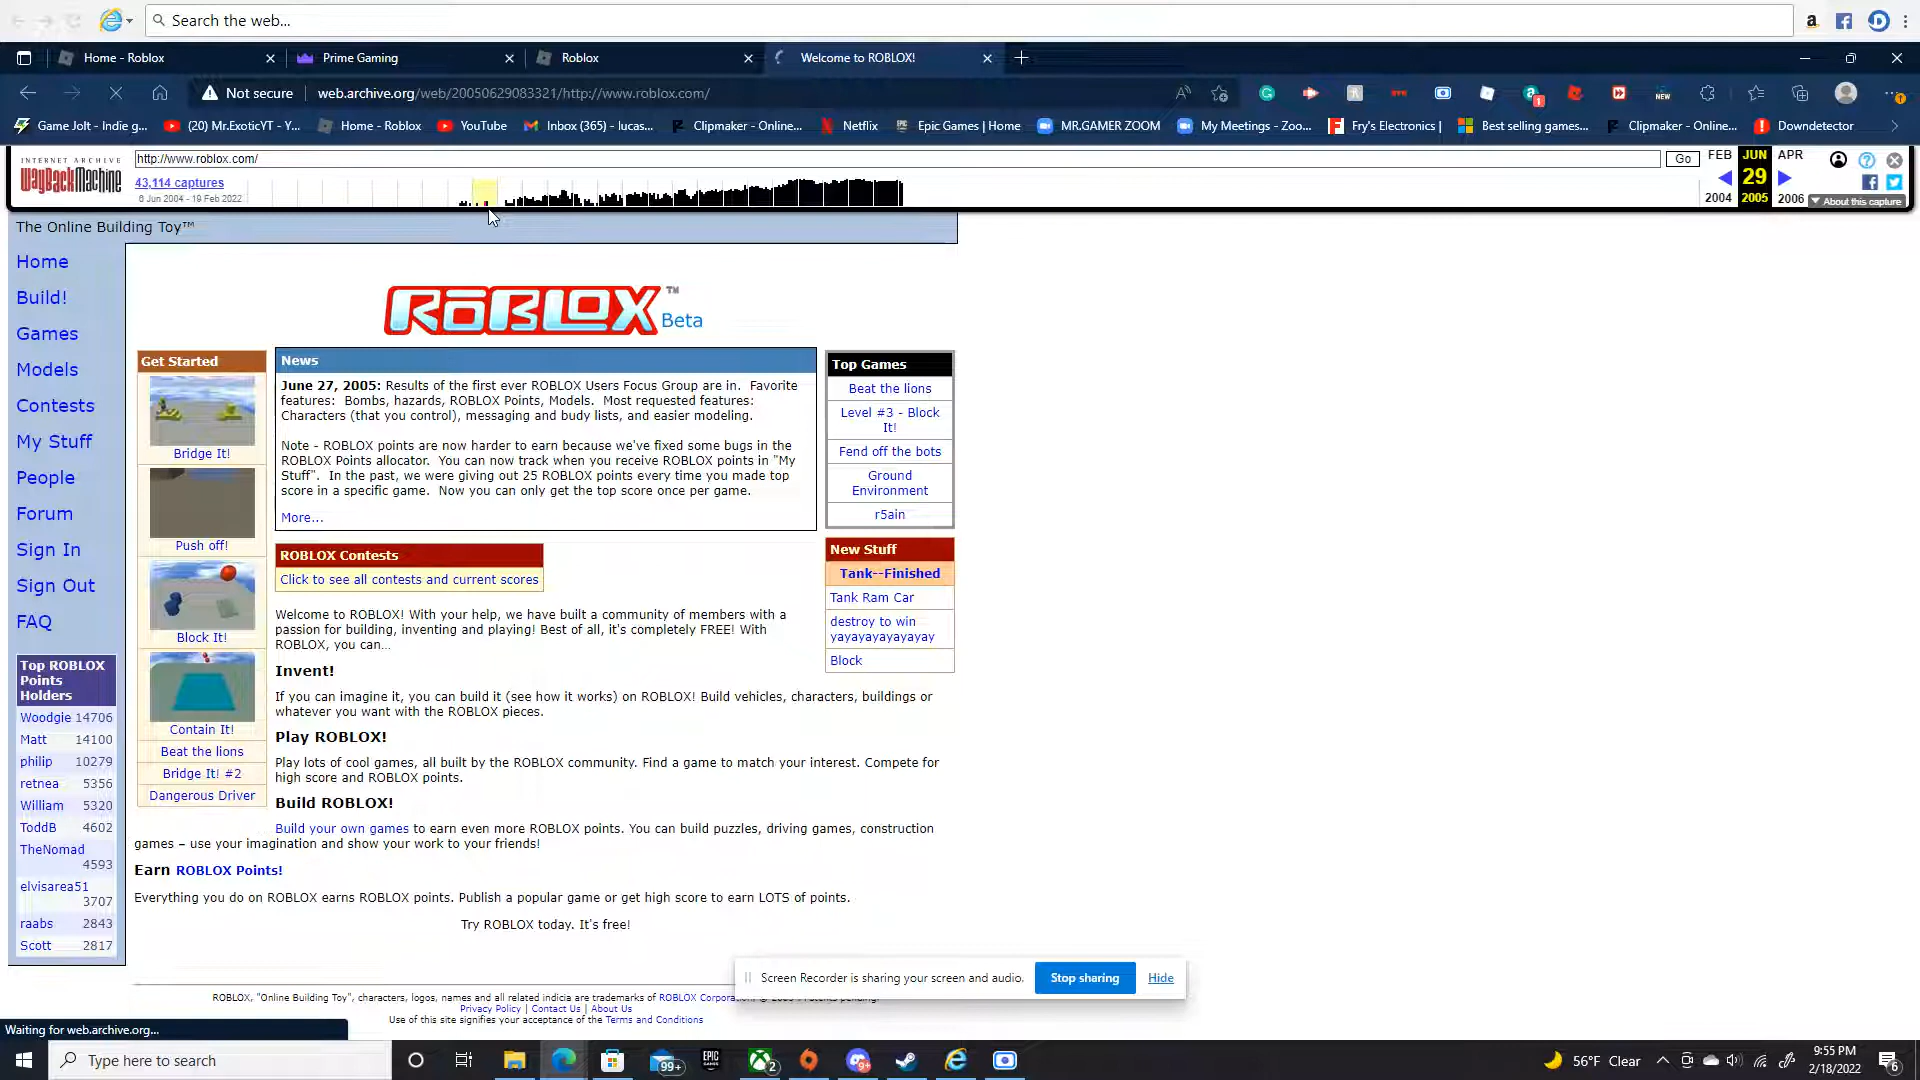 Search the web...
Home - Roblox
Prime Gaming
Roblox
Welcome to ROBLOX!
Not secure
web.archive.org/web/20050629083321/http://www.roblox.com/
Game Jolt - Indie g...
(20) Mr.ExoticYT - Y...
Home - Roblox
YouTube
Inbox (365) - lucas...
Clipmaker - Online...
Netflix
Epic Games | Home
MR.GAMER ZOOM
My Meetings - Zoo...
Fry's Electronics |
Best selling games...
Clipmaker - Online...
Downdetector
INTERNET ARCHIVE
WayBackMachine
http://www.roblox.com/
Go
FEB
JUN
APR
43,114 captures
29
6 Jun 2004 - 19 Feb 2022
2004
2005
2006
About this capture
The Online Building Toy™
Home
Build!
Games
Models
Contests
My Stuff
People
Forum
Sign In
Sign Out
FAQ
Top ROBLOX
Points
Holders
Woodgie 14706
Matt 14100
philip 10279
retnea 5356
William 5320
ToddB 4602
TheNomad
4593
elvisarea51
3707
raabs 2843
Scott 2817
ROBLOX™
Beta
Get Started
Bridge It!
Push off!
Block It!
Contain It!
Beat the lions
Bridge It! #2
Dangerous Driver
News
June 27, 2005: Results of the first ever ROBLOX Users Focus Group are in. Favorite
features: Bombs, hazards, ROBLOX Points, Models. Most requested features:
Characters (that you control), messaging and budy lists, and easier modeling.
Note - ROBLOX points are now harder to earn because we've fixed some bugs in the
ROBLOX Points allocator. You can now track when you receive ROBLOX points in "My
Stuff". In the past, we were giving out 25 ROBLOX points every time you made top
score in a specific game. Now you can only get the top score once per game.
More...
ROBLOX Contests
Click to see all contests and current scores
Welcome to ROBLOX! With your help, we have built a community of members with a
passion for building, inventing and playing! Best of all, it's completely FREE! With
ROBLOX, you can...
Invent!
If you can imagine it, you can build it (see how it works) on ROBLOX! Build vehicles, characters, buildings or
whatever you want with the ROBLOX pieces.
Play ROBLOX!
Play lots of cool games, all built by the ROBLOX community. Find a game to match your interest. Compete for
high score and ROBLOX points.
Build ROBLOX!
Build your own games to earn even more ROBLOX points. You can build puzzles, driving games, construction
games – use your imagination and show your work to your friends!
Earn ROBLOX Points!
Everything you do on ROBLOX earns ROBLOX points. Publish a popular game or get high score to earn LOTS of points.
Try ROBLOX today. It's free!
Top Games
Beat the lions
Level #3 - Block
It!
Fend off the bots
Ground
Environment
r5ain
New Stuff
Tank--Finished
Tank Ram Car
destroy to win
yayayayayayayay
Block
Screen Recorder is sharing your screen and audio.
Stop sharing
Hide
ROBLOX, "Online Building Toy", characters, logos, names and all related indicia are trademarks of ROBLOX
Privacy Policy | Contact Us | About Us
Use of this site signifies your acceptance of the Terms and Conditions
Waiting for web.archive.org...
Type here to search
99+
EPIC
2
9+
56°F Clear
9:55 PM
2/18/2022
6